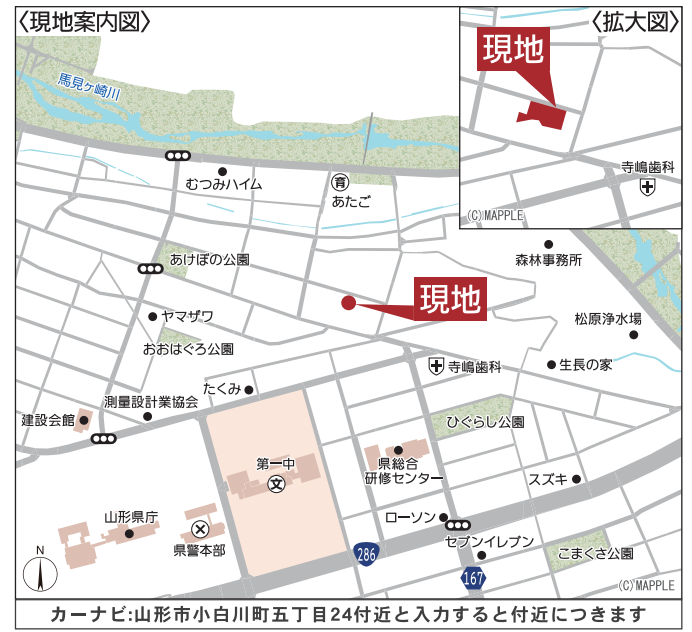 〈現地案内図〉
〈拡大図〉
現地
寺嶋歯科
(C)MAPPLE
馬見ヶ崎川
むつみハイム
育
あたご
森林事務所
あけぼの公園
現地
ヤマザワ
松原浄水場
おおはぐろ公園
寺嶋歯科
生長の家
たくみ
測量設計業協会
建設会館
ひぐらし公園
第一中
文
県総合
研修センター
スズキ
山形県庁
県警本部
ローソン
セブンイレブン
286
こまくさ公園
167
N
(C)MAPPLE
カーナビ:山形市小白川町五丁目24付近と入力すると付近につきます